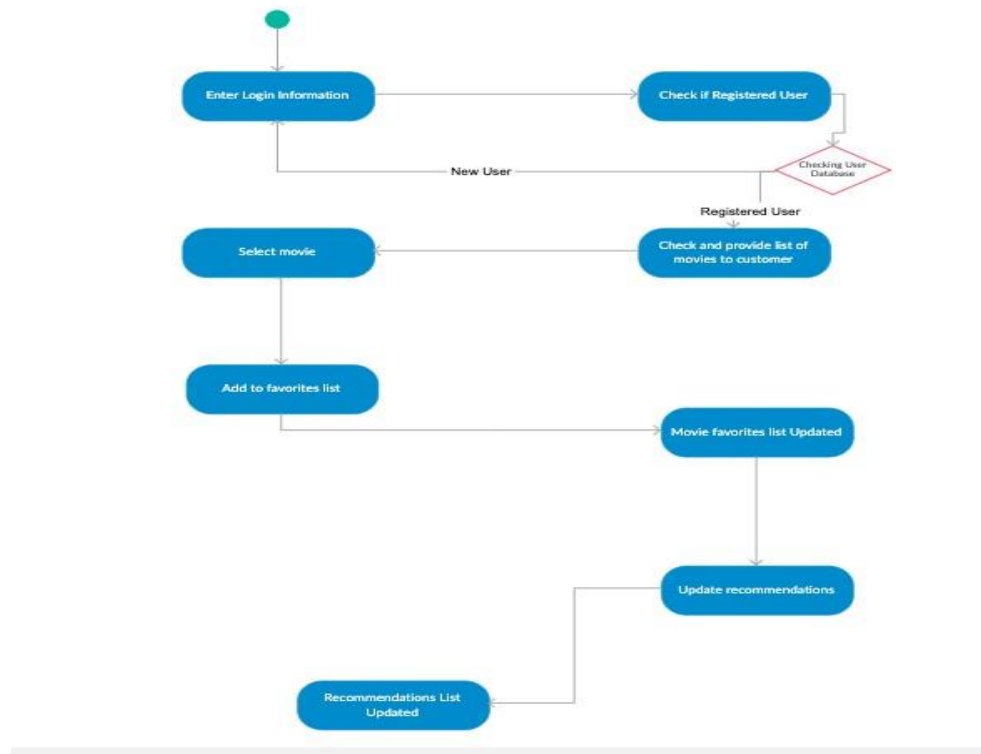 Enter Login Information
Check if Registered User
Checking User
Database
New User
Registered User
Select movie
Check and provide list of
movies to customer
Add to favorites list
Movie favorites list Updated
Update recommendations
Recommendations List
Updated